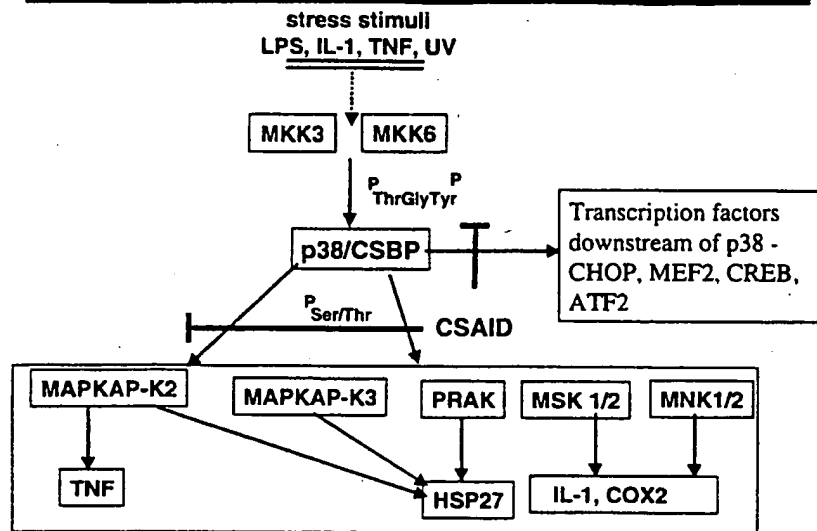 stress stimuli
LPS, IL-1, TNF, UV
MKK3
MKK6
P P
ThrGlyTyr
p38/CSBP
Transcription factors
downstream of p38 -
CHOP, MEF2, CREB,
ATF2
P
Ser/Thr
CSAID
MAPKAP-K2
MAPKAP-K3
PRAK
MSK 1/2
MNK1/2
TNF
HSP27
IL-1, COX2